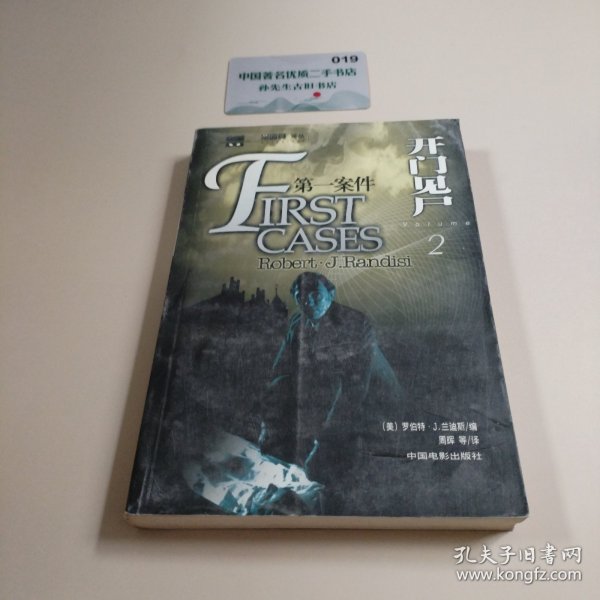 019
中国著名优质二手书店
孙先生古旧书店
开门见尸
第一案件
FIRST
CASES
Volume
2
Robert·J.Randisi
(美) 罗伯特·J.兰迪斯/编
周辉 等/译
中国电影出版社
孔夫子旧书网
www.kongfz.com